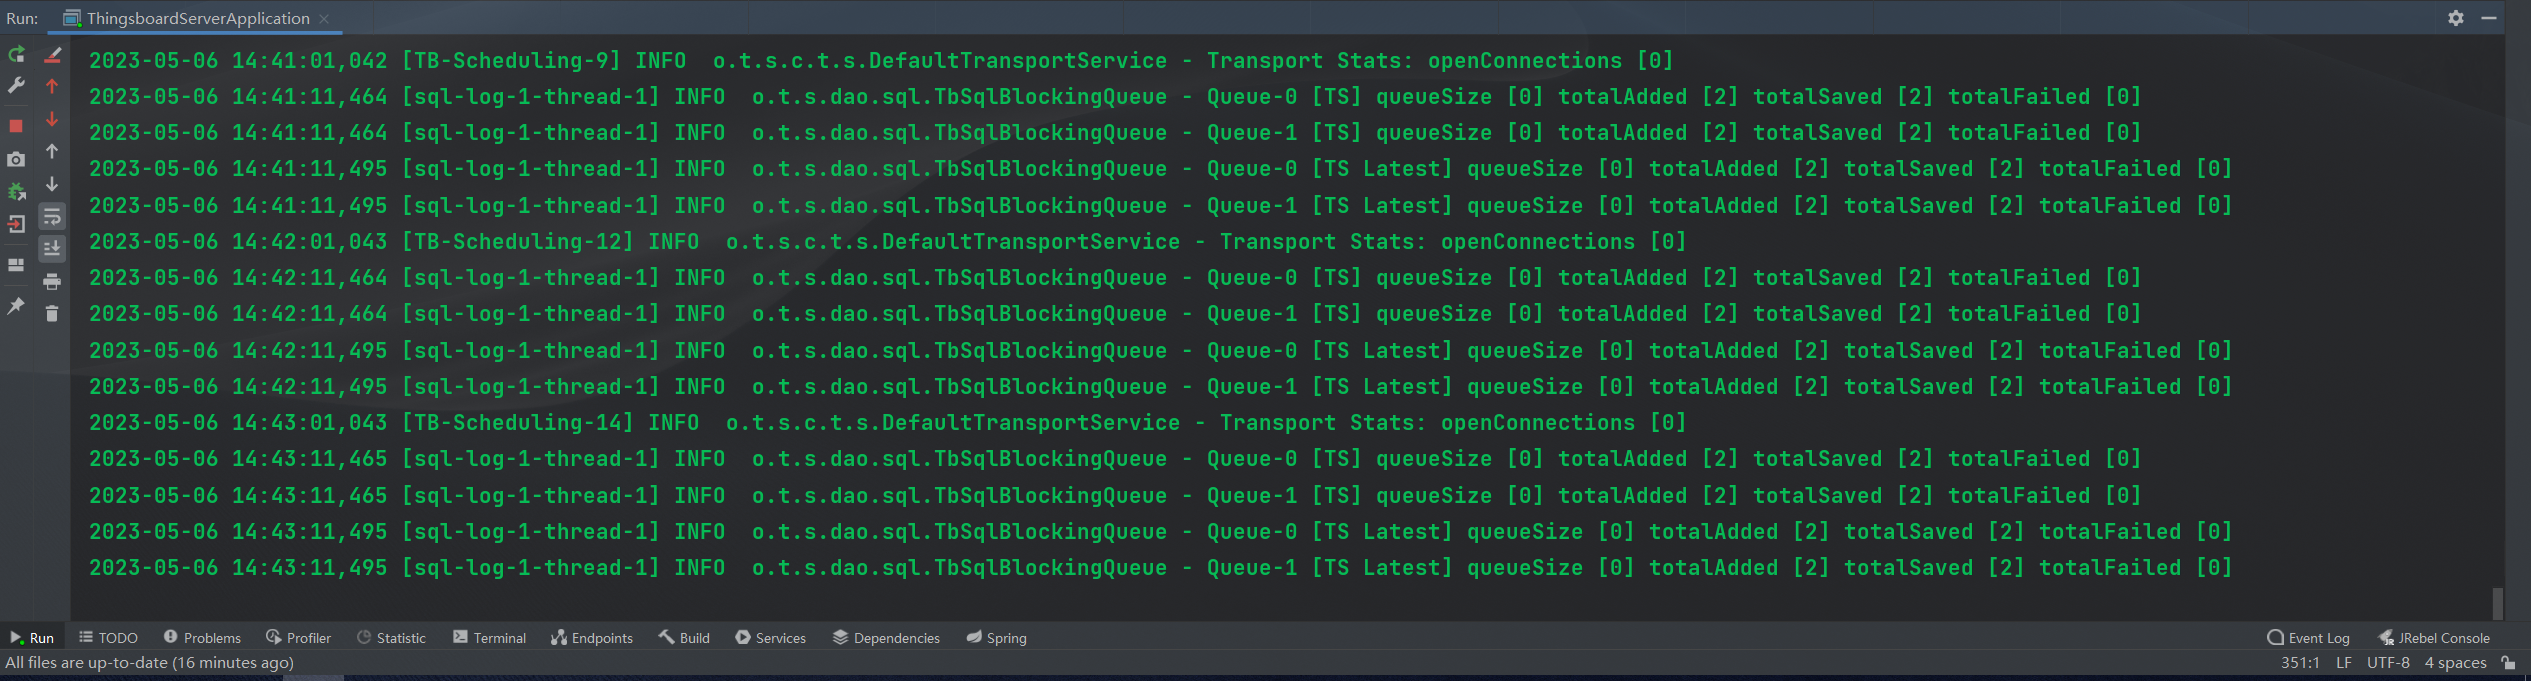 Run: ThingsboardServerApplication
2023-05-06 14:41:01,042 [TB-Scheduling-9] INFO  o.t.s.c.t.s.DefaultTransportService - Transport Stats: openConnections [0]
2023-05-06 14:41:11,464 [sql-log-1-thread-1] INFO  o.t.s.dao.sql.TbSqlBlockingQueue - Queue-0 [TS] queueSize [0] totalAdded [2] totalSaved [2] totalFailed [0]
2023-05-06 14:41:11,464 [sql-log-1-thread-1] INFO  o.t.s.dao.sql.TbSqlBlockingQueue - Queue-1 [TS] queueSize [0] totalAdded [2] totalSaved [2] totalFailed [0]
2023-05-06 14:41:11,495 [sql-log-1-thread-1] INFO  o.t.s.dao.sql.TbSqlBlockingQueue - Queue-0 [TS Latest] queueSize [0] totalAdded [2] totalSaved [2] totalFailed [0]
2023-05-06 14:41:11,495 [sql-log-1-thread-1] INFO  o.t.s.dao.sql.TbSqlBlockingQueue - Queue-1 [TS Latest] queueSize [0] totalAdded [2] totalSaved [2] totalFailed [0]
2023-05-06 14:42:01,043 [TB-Scheduling-12] INFO  o.t.s.c.t.s.DefaultTransportService - Transport Stats: openConnections [0]
2023-05-06 14:42:11,464 [sql-log-1-thread-1] INFO  o.t.s.dao.sql.TbSqlBlockingQueue - Queue-0 [TS] queueSize [0] totalAdded [2] totalSaved [2] totalFailed [0]
2023-05-06 14:42:11,464 [sql-log-1-thread-1] INFO  o.t.s.dao.sql.TbSqlBlockingQueue - Queue-1 [TS] queueSize [0] totalAdded [2] totalSaved [2] totalFailed [0]
2023-05-06 14:42:11,495 [sql-log-1-thread-1] INFO  o.t.s.dao.sql.TbSqlBlockingQueue - Queue-0 [TS Latest] queueSize [0] totalAdded [2] totalSaved [2] totalFailed [0]
2023-05-06 14:42:11,495 [sql-log-1-thread-1] INFO  o.t.s.dao.sql.TbSqlBlockingQueue - Queue-1 [TS Latest] queueSize [0] totalAdded [2] totalSaved [2] totalFailed [0]
2023-05-06 14:43:01,043 [TB-Scheduling-14] INFO  o.t.s.c.t.s.DefaultTransportService - Transport Stats: openConnections [0]
2023-05-06 14:43:11,465 [sql-log-1-thread-1] INFO  o.t.s.dao.sql.TbSqlBlockingQueue - Queue-0 [TS] queueSize [0] totalAdded [2] totalSaved [2] totalFailed [0]
2023-05-06 14:43:11,465 [sql-log-1-thread-1] INFO  o.t.s.dao.sql.TbSqlBlockingQueue - Queue-1 [TS] queueSize [0] totalAdded [2] totalSaved [2] totalFailed [0]
2023-05-06 14:43:11,495 [sql-log-1-thread-1] INFO  o.t.s.dao.sql.TbSqlBlockingQueue - Queue-0 [TS Latest] queueSize [0] totalAdded [2] totalSaved [2] totalFailed [0]
2023-05-06 14:43:11,495 [sql-log-1-thread-1] INFO  o.t.s.dao.sql.TbSqlBlockingQueue - Queue-1 [TS Latest] queueSize [0] totalAdded [2] totalSaved [2] totalFailed [0]
Run TODO Problems Profiler Statistic Terminal Endpoints Build Services Dependencies Spring Event Log JRebel Console
All files are up-to-date (16 minutes ago) 351:1 LF UTF-8 4 spaces